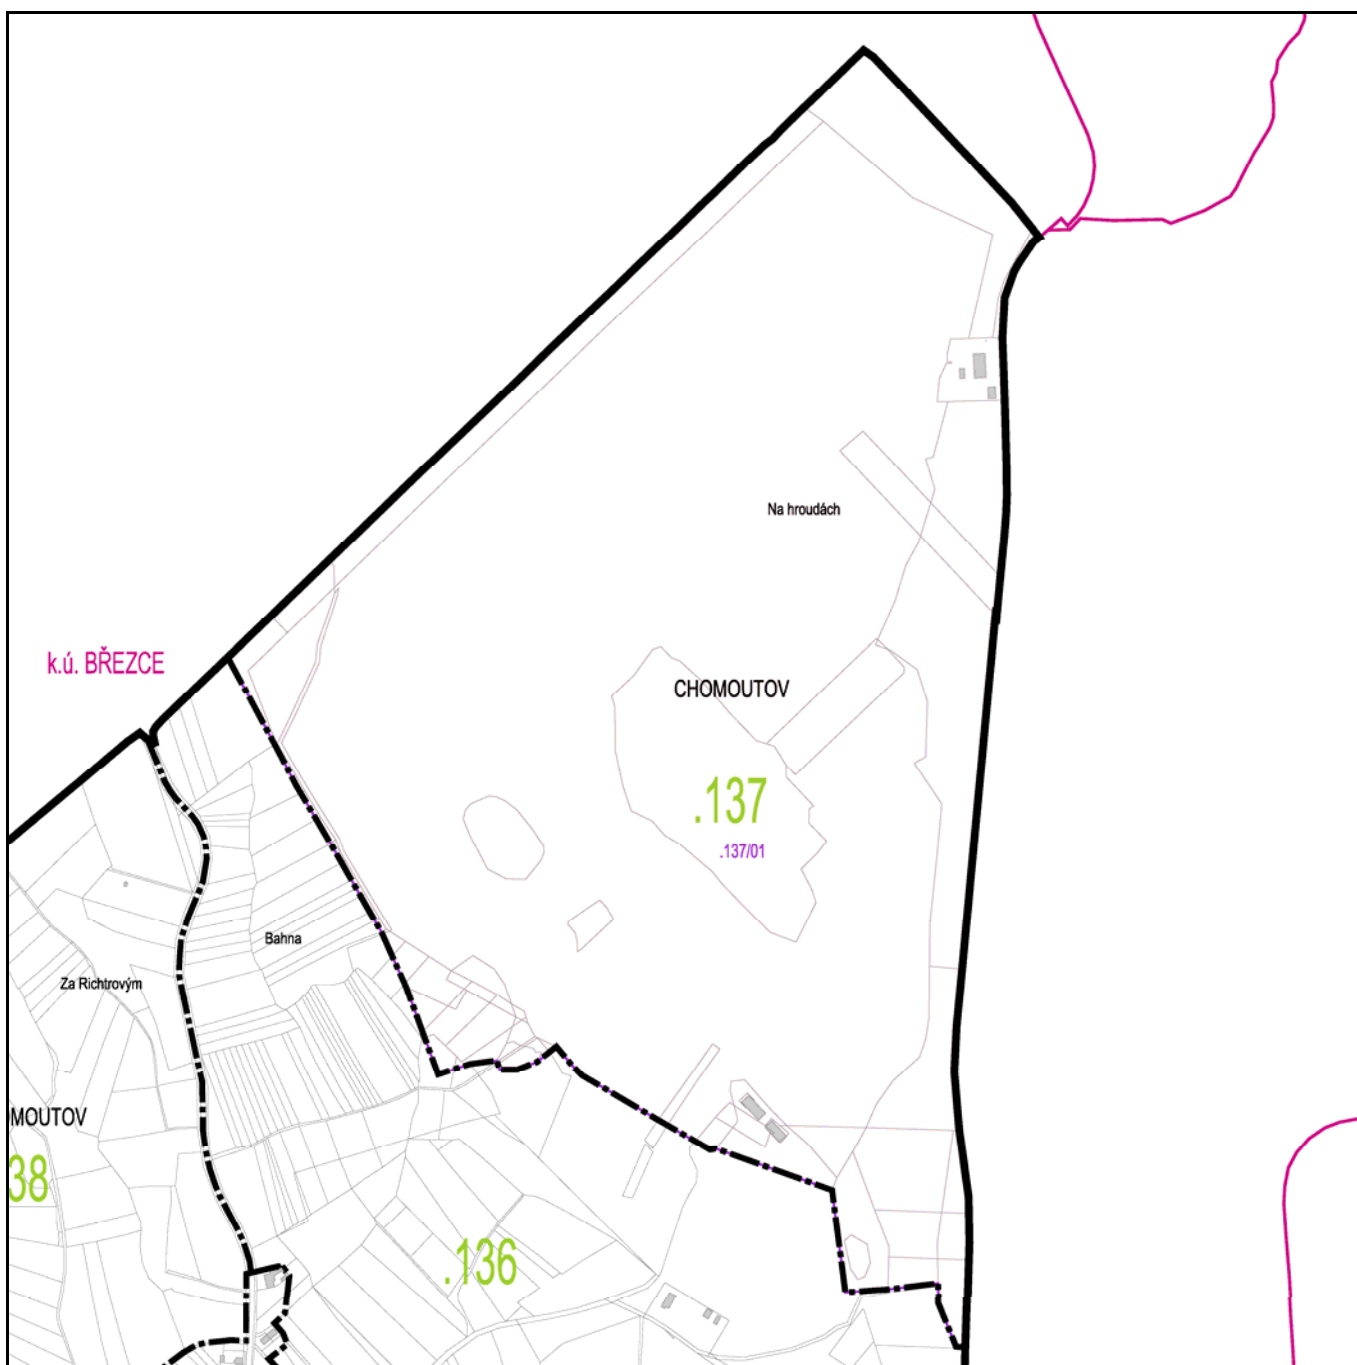 Na hroudách
k.ú. BŘEZCE
CHOMOUTOV
.137
.137/01
Bahna
Za Richtrovým
MOUTOV
38
.136